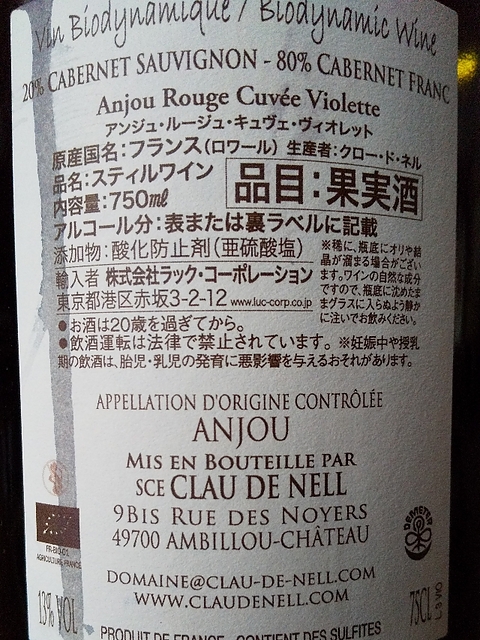 Vin Biodynamique / Biodynamic Wine
20% CABERNET SAUVIGNON - 80% CABERNET FRANC
Anjou Rouge Cuvée Violette
アンジュ・ルージュ・キュヴェ・ヴィオレット
原産国名：フランス（ロワール） 生産者：クロー・ド・ネル
品名：スティルワイン
内容量：750㎖
品目：果実酒
アルコール分：表または裏ラベルに記載
添加物：酸化防止剤（亜硫酸塩）
輸入者 株式会社ラック・コーポレーション
東京都港区赤坂3-2-12 www.luc-corp.co.jp
※稀に、瓶底にオリや結
晶が溜まる場合がござい
ます。ワインの自然な成分
ですので、瓶底に沈めたま
まグラスに入らぬよう静か
に注いでお飲みください。
●お酒は20歳を過ぎてから。
●飲酒運転は法律で禁止されています。 ※妊娠中や授乳
期の飲酒は、胎児・乳児の発育に悪影響を与えるおそれがあります。
APPELLATION D'ORIGINE CONTRÔLÉE
ANJOU
MIS EN BOUTEILLE PAR
SCE CLAU DE NELL
9BIS RUE DES NOYERS
49700 AMBILLOU-CHÂTEAU
DEMETER
FR-BIO-01
AGRICULTURE FRANCE
DOMAINE@CLAU-DE-NELL.COM
WWW.CLAUDENELL.COM
13% VOL
75CL
PRODUIT DE FRANCE - CONTIENT DES SULFITES